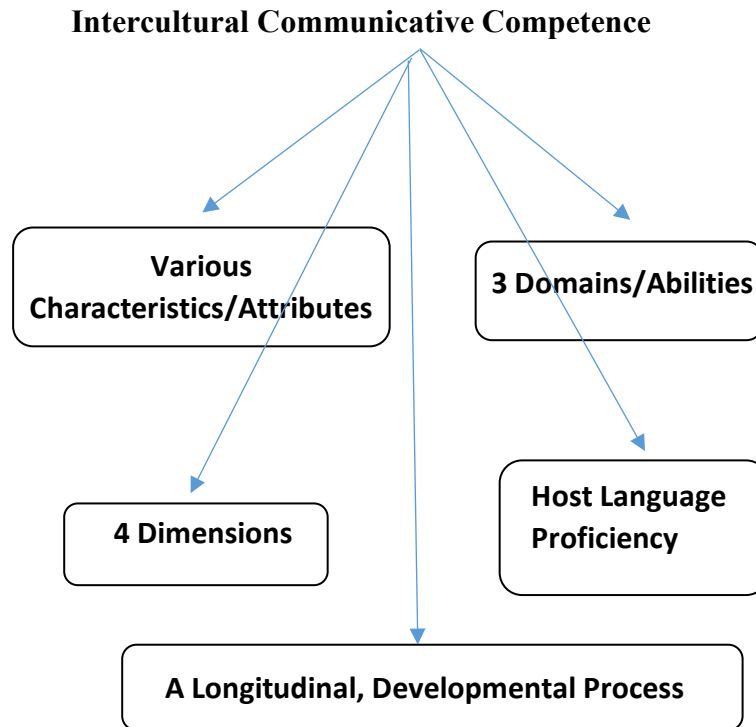 Intercultural Communicative Competence
Various
Characteristics/Attributes
3 Domains/Abilities
4 Dimensions
Host Language
Proficiency
A Longitudinal, Developmental Process